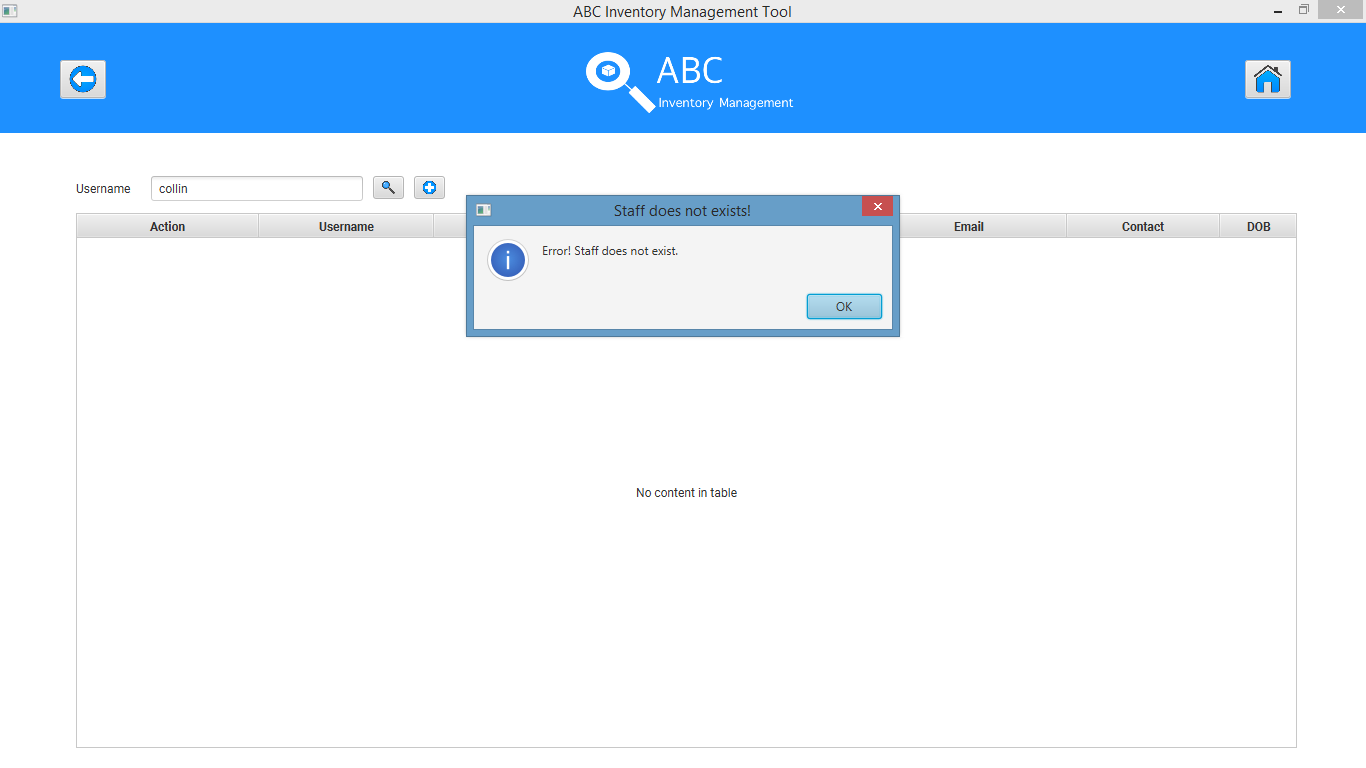 ABC Inventory Management Tool
ABC
Inventory Management
Username collin
Staff does not exists!
Error! Staff does not exist.
OK
Action Username Email Contact DOB
No content in table